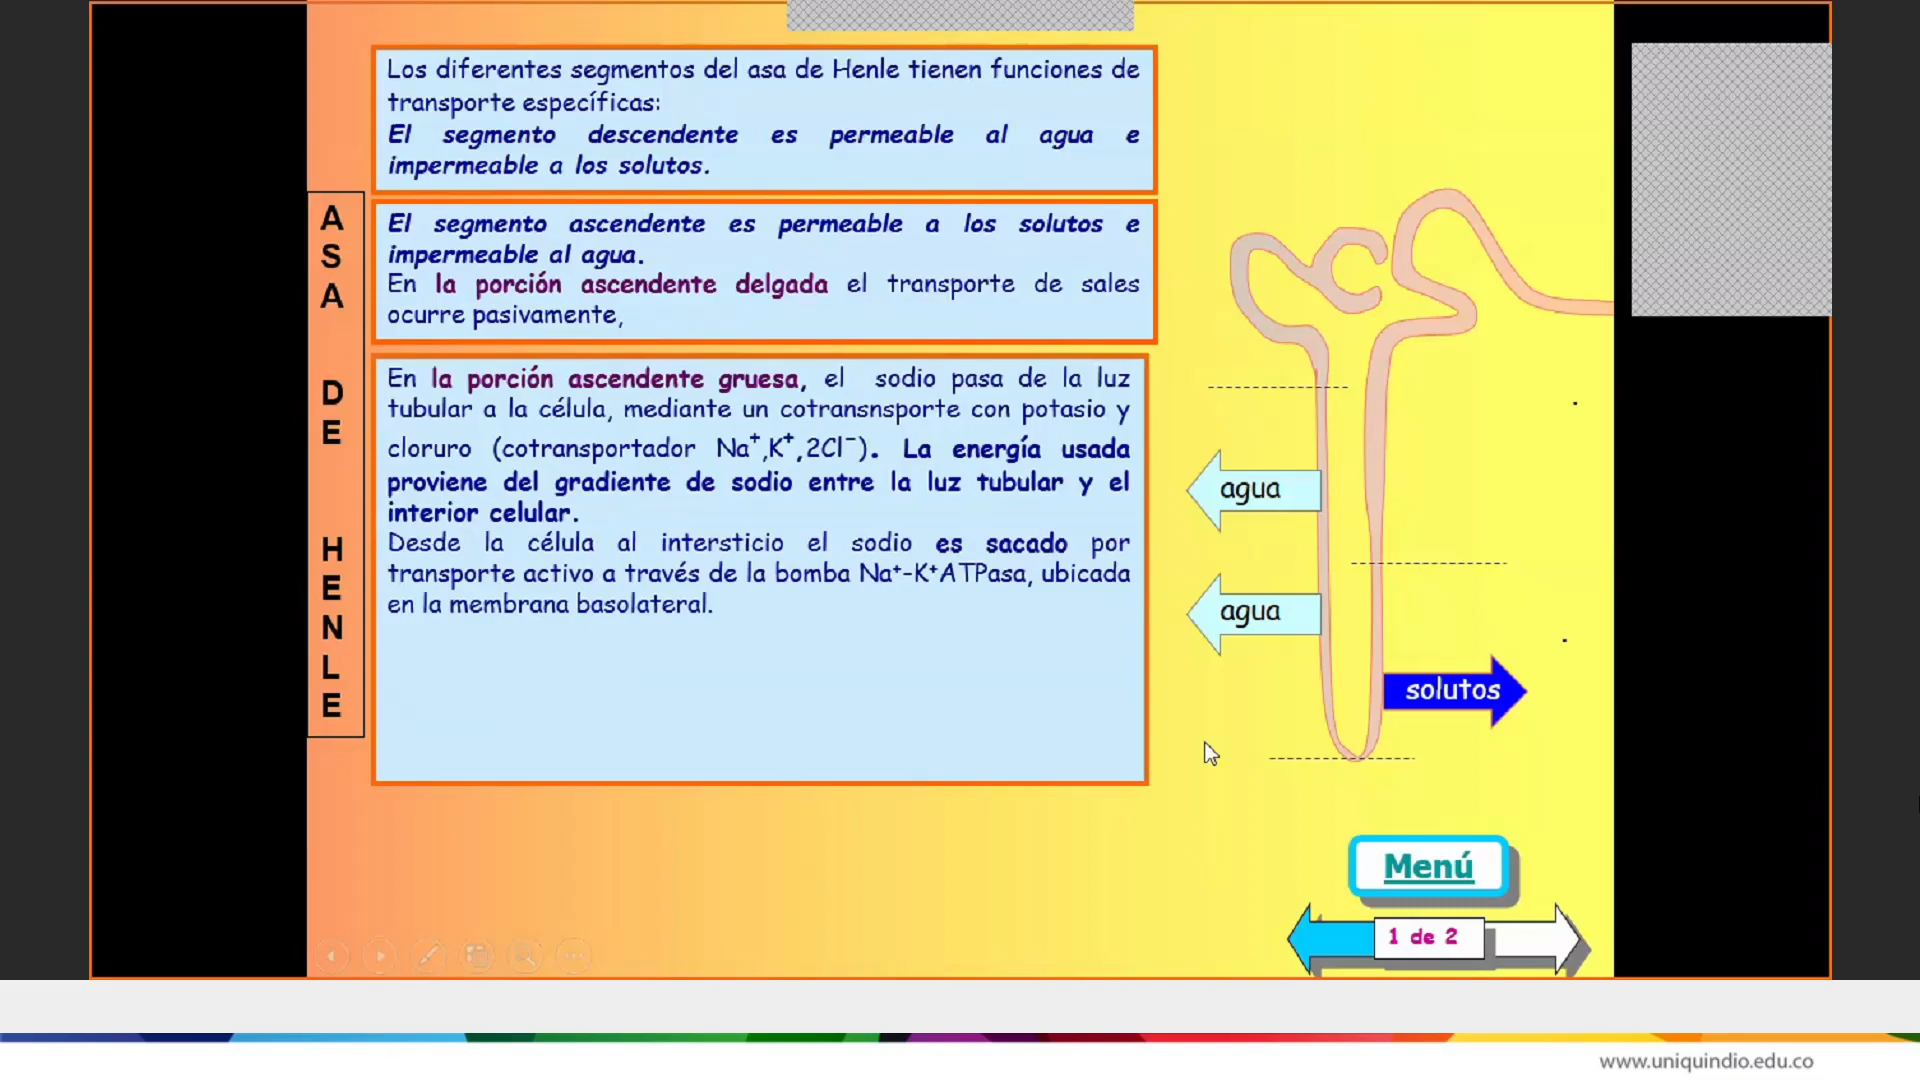 Los diferentes segmentos del asa de Henle tienen funciones de
transporte específicas:
El segmento descendente es permeable al agua e
impermeable a los solutos.
A
S
A
D
E
H
E
N
L
E
El segmento ascendente es permeable a los solutos e
impermeable al agua.
En la porción ascendente delgada el transporte de sales
ocurre pasivamente,
En la porción ascendente gruesa, el sodio pasa de la luz
tubular a la célula, mediante un cotransnsporte con potasio y
cloruro (cotransportador Na⁺,K⁺,2Cl⁻). La energía usada
proviene del gradiente de sodio entre la luz tubular y el
interior celular.
Desde la célula al intersticio el sodio es sacado por
transporte activo a través de la bomba Na⁺-K⁺ATPasa, ubicada
en la membrana basolateral.
agua
agua
solutos
Menú
1 de 2
www.uniquindio.edu.co